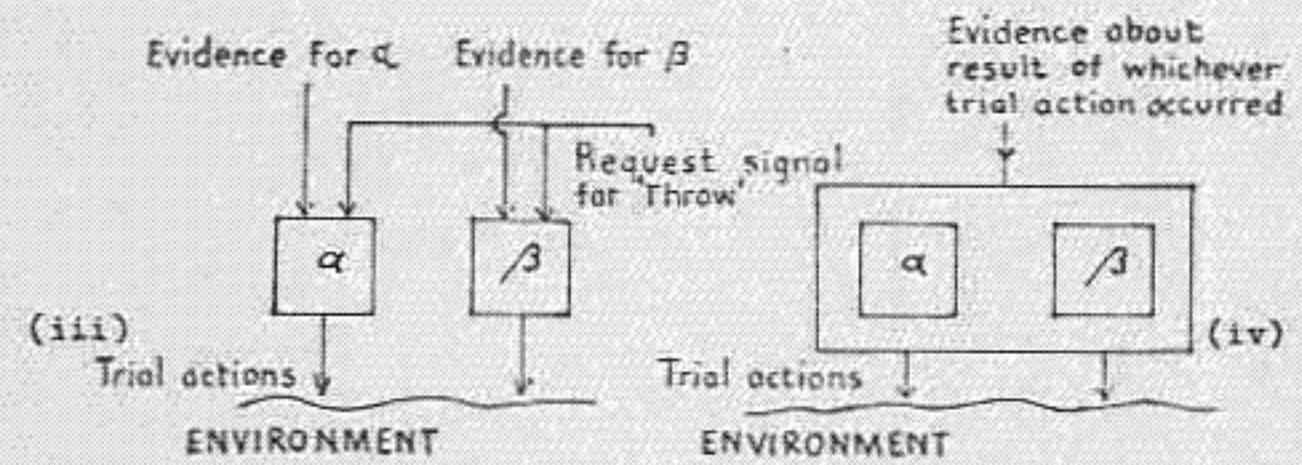 Evidence For α
Evidence for β
Request signal
for 'Throw'
α
β
(iii)
Trial actions
ENVIRONMENT
Evidence about
result of whichever
trial action occurred
α
β
(iv)
Trial actions
ENVIRONMENT